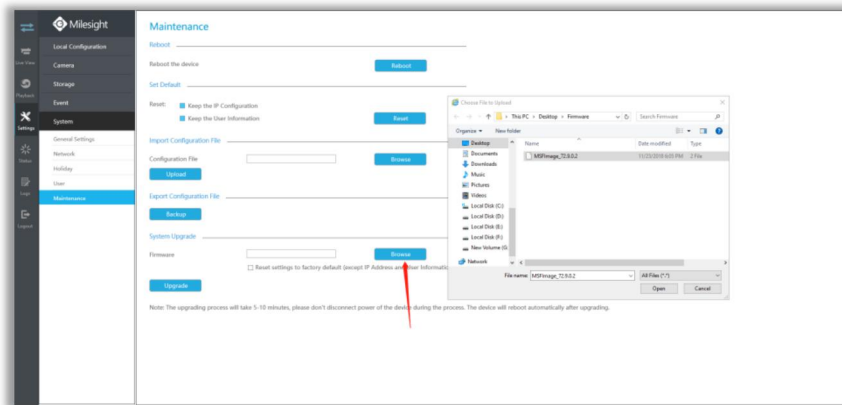 Milesight
Live View
Playback
Settings
Status
Logs
Logout
Local Configuration
Camera
Storage
Event
System
General Settings
Network
Holiday
User
Maintenance
Maintenance
Reboot
Reboot the device
Reboot
Set Default
Reset:
Keep the IP Configuration
Keep the User Information
Reset
Import Configuration File
Configuration File
Browse
Upload
Export Configuration File
Backup
System Upgrade
Firmware
Browse
Reset settings to factory default (except IP Address and User Informatic
Upgrade
Note: The upgrading process will take 5-10 minutes, please don't disconnect power of the device during the process. The device will reboot automatically after upgrading.
Choose File to Upload
This PC > Desktop > Firmware
Search Firmware
Organize
New folder
Name
Date modified
Type
Desktop
Documents
Downloads
Music
Pictures
Videos
Local Disk (C:)
Local Disk (D:)
Local Disk (E:)
Local Disk (F:)
New Volume (G:
Network
MSFImage_72.9.0.2
2 File
File name:
MSFImage_72.9.0.2
All Files (*.*)
Open
Cancel